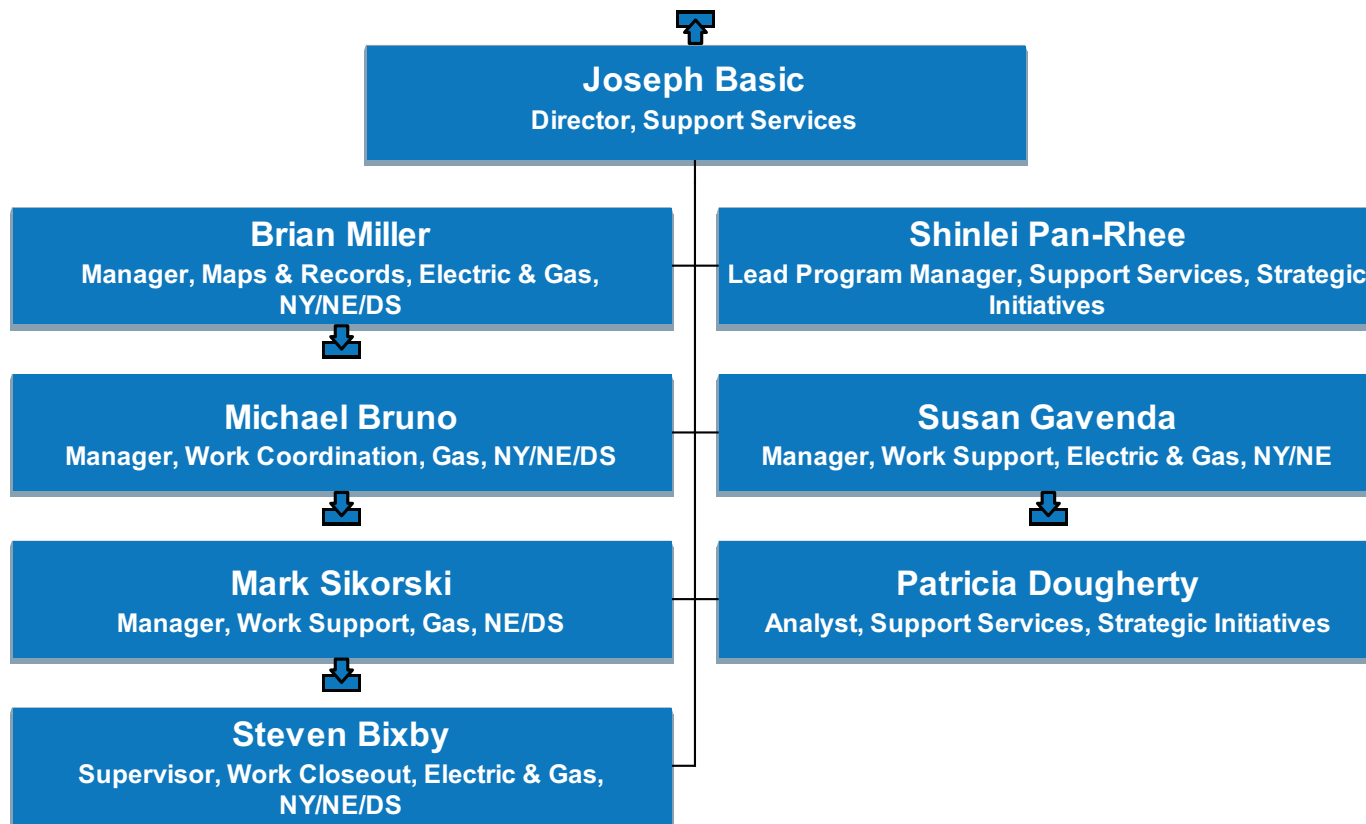 Joseph Basic
Director, Support Services
Brian Miller
Manager, Maps & Records, Electric & Gas,
NY/NE/DS
Shinlei Pan-Rhee
Lead Program Manager, Support Services, Strategic
Initiatives
Michael Bruno
Manager, Work Coordination, Gas, NY/NE/DS
Susan Gavenda
Manager, Work Support, Electric & Gas, NY/NE
Mark Sikorski
Manager, Work Support, Gas, NE/DS
Patricia Dougherty
Analyst, Support Services, Strategic Initiatives
Steven Bixby
Supervisor, Work Closeout, Electric & Gas,
NY/NE/DS